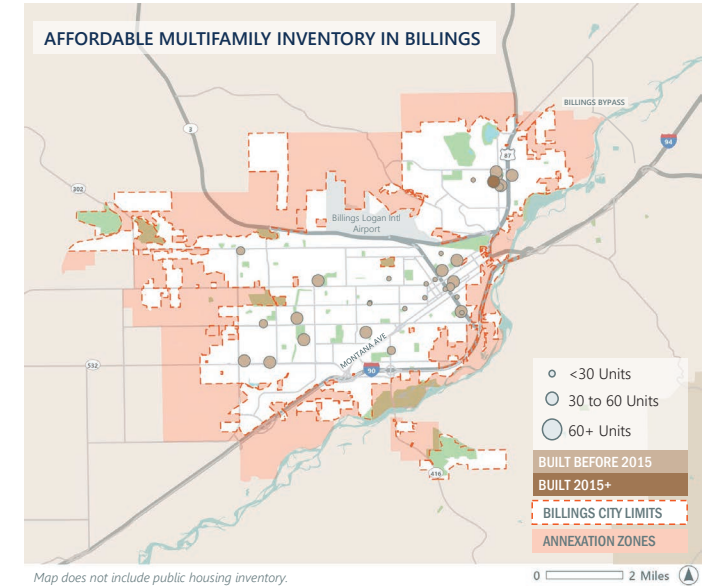 AFFORDABLE MULTIFAMILY INVENTORY IN BILLINGS
BILLINGS BYPASS
3
87
94
302
Billings Logan Intl
Airport
MONTANA AVE
532
90
416
<30 Units
30 to 60 Units
60+ Units
BUILT BEFORE 2015
BUILT 2015+
BILLINGS CITY LIMITS
ANNEXATION ZONES
Map does not include public housing inventory.
0 2 Miles